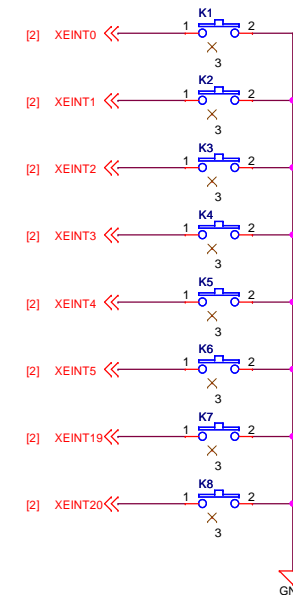 K1
[2] XEINT0 1 2
3
K2
[2] XEINT1 1 2
3
K3
[2] XEINT2 1 2
3
K4
[2] XEINT3 1 2
3
K5
[2] XEINT4 1 2
3
K6
[2] XEINT5 1 2
3
K7
[2] XEINT19 1 2
3
K8
[2] XEINT20 1 2
3